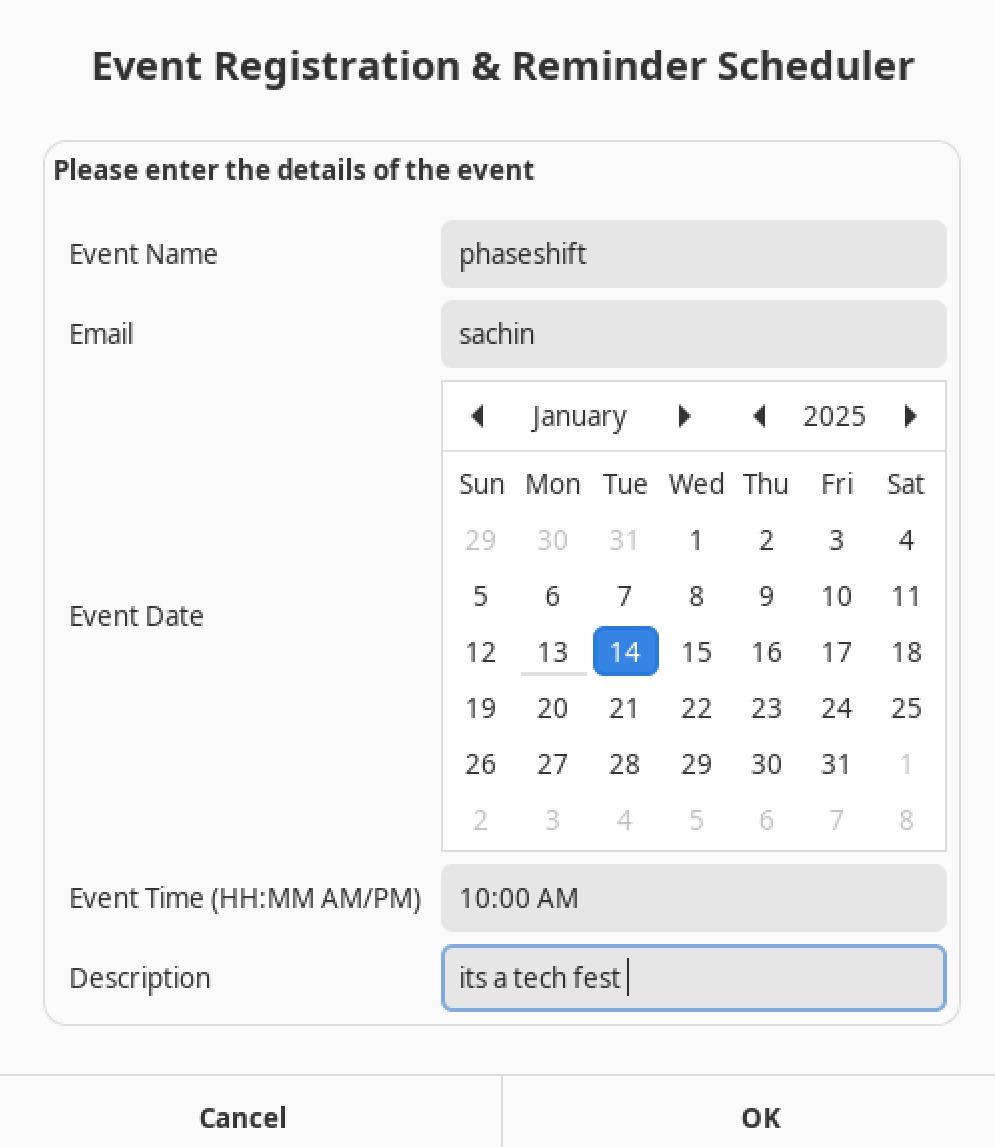 Event Registration & Reminder Scheduler
Please enter the details of the event
Event Name phaseshift
Email sachin
January 2025
Sun Mon Tue Wed Thu Fri Sat
29 30 31 1 2 3 4
5 6 7 8 9 10 11
Event Date
12 13 14 15 16 17 18
19 20 21 22 23 24 25
26 27 28 29 30 31 1
2 3 4 5 6 7 8
Event Time (HH:MM AM/PM) 10:00 AM
Description its a tech fest
Cancel OK